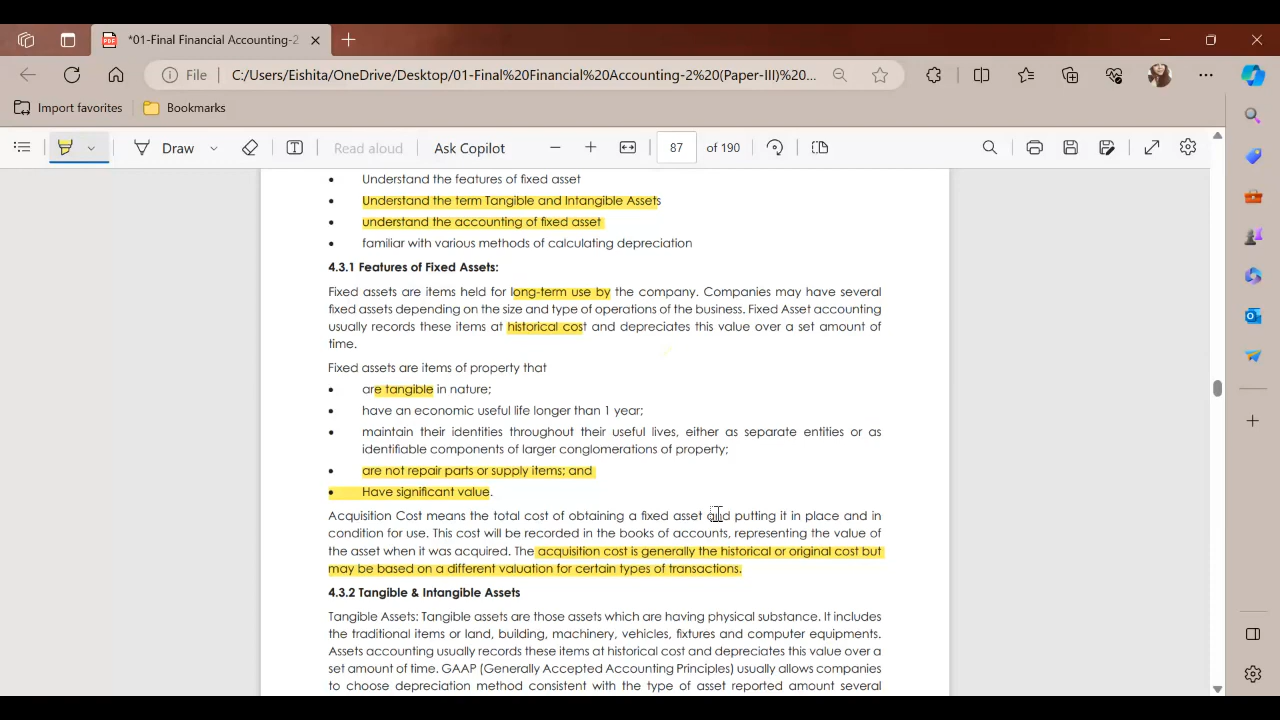 *01-Final Financial Accounting-2
File
C:/Users/Eishita/OneDrive/Desktop/01-Final%20Financial%20Accounting-2%20(Paper-III)%20...
Import favorites
Bookmarks
Draw
Read aloud
Ask Copilot
87
of 190
• Understand the features of fixed asset
• Understand the term Tangible and Intangible Assets
• understand the accounting of fixed asset
• familiar with various methods of calculating depreciation
4.3.1 Features of Fixed Assets:
Fixed assets are items held for long-term use by the company. Companies may have several
fixed assets depending on the size and type of operations of the business. Fixed Asset accounting
usually records these items at historical cost and depreciates this value over a set amount of
time.
Fixed assets are items of property that
• are tangible in nature;
• have an economic useful life longer than 1 year;
• maintain their identities throughout their useful lives, either as separate entities or as
identifiable components of larger conglomerations of property;
• are not repair parts or supply items; and
• Have significant value.
Acquisition Cost means the total cost of obtaining a fixed asset and putting it in place and in
condition for use. This cost will be recorded in the books of accounts, representing the value of
the asset when it was acquired. The acquisition cost is generally the historical or original cost but
may be based on a different valuation for certain types of transactions.
4.3.2 Tangible & Intangible Assets
Tangible Assets: Tangible assets are those assets which are having physical substance. It includes
the traditional items or land, building, machinery, vehicles, fixtures and computer equipments.
Assets accounting usually records these items at historical cost and depreciates this value over a
set amount of time. GAAP (Generally Accepted Accounting Principles) usually allows companies
to choose depreciation method consistent with the type of asset reported amount several